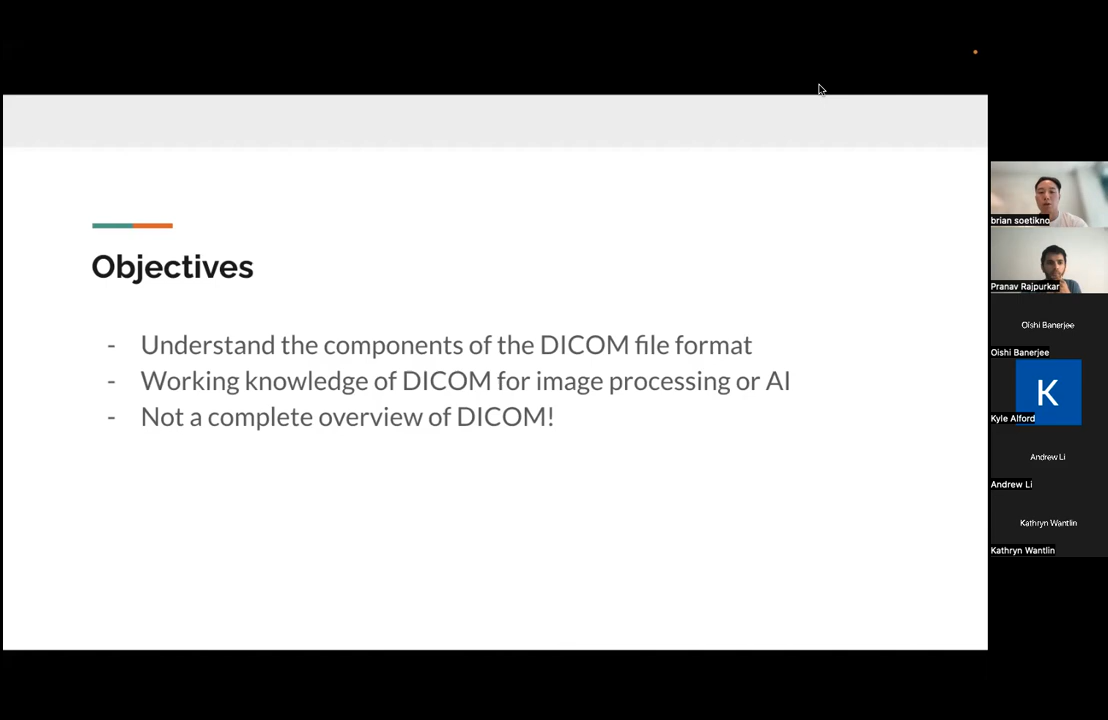 Objectives
- Understand the components of the DICOM file format
- Working knowledge of DICOM for image processing or AI
- Not a complete overview of DICOM!
brian soetikno
Pranav Rajpurkar
Oishi Banerjee
Oishi Banerjee
K
Kyle Alford
Andrew Li
Andrew Li
Kathryn Wantlin
Kathryn Wantlin